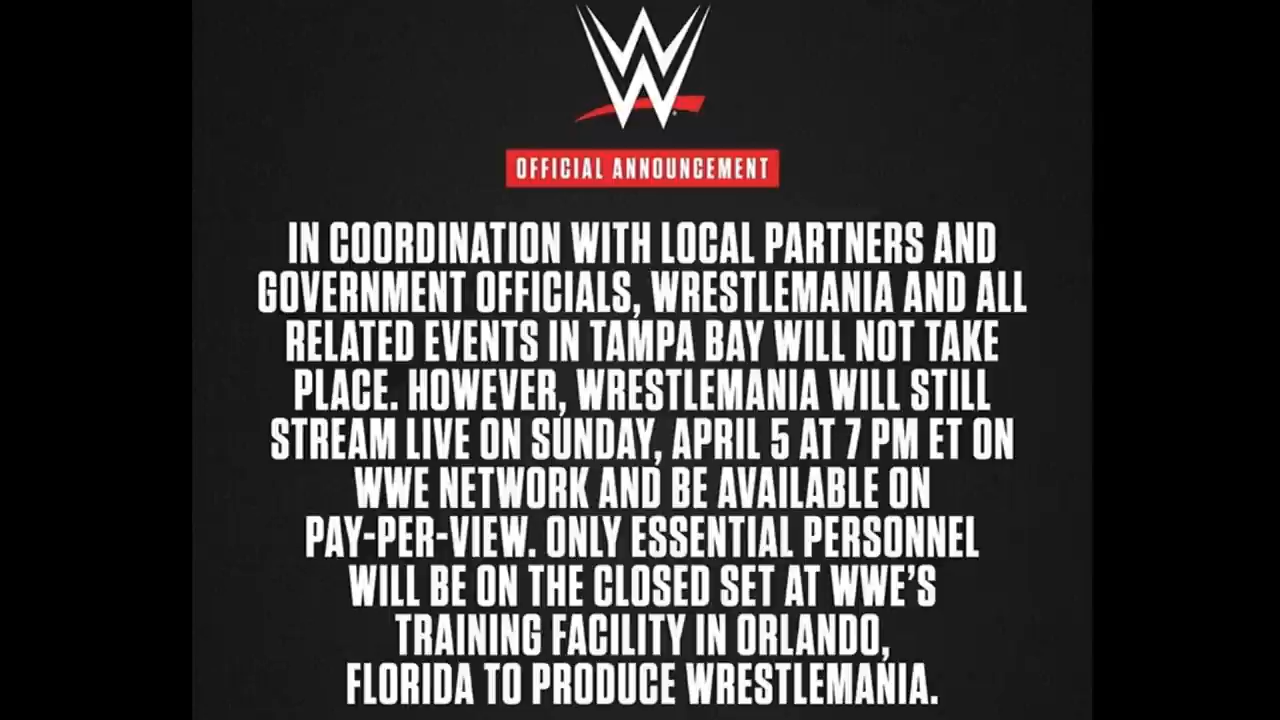 OFFICIAL ANNOUNCEMENT
IN COORDINATION WITH LOCAL PARTNERS AND
GOVERNMENT OFFICIALS, WRESTLEMANIA AND ALL
RELATED EVENTS IN TAMPA BAY WILL NOT TAKE
PLACE. HOWEVER, WRESTLEMANIA WILL STILL
STREAM LIVE ON SUNDAY, APRIL 5 AT 7 PM ET ON
WWE NETWORK AND BE AVAILABLE ON
PAY-PER-VIEW. ONLY ESSENTIAL PERSONNEL
WILL BE ON THE CLOSED SET AT WWE'S
TRAINING FACILITY IN ORLANDO,
FLORIDA TO PRODUCE WRESTLEMANIA.